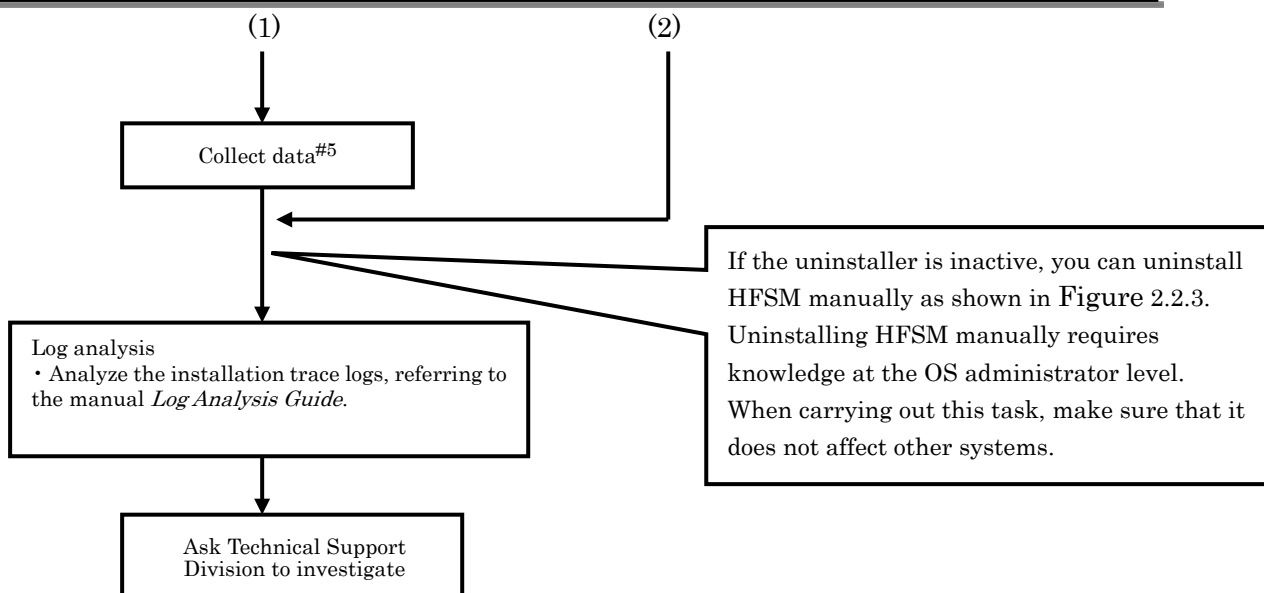 (1)
(2)
Collect data#5
If the uninstaller is inactive, you can uninstall
HFSM manually as shown in Figure 2.2.3.
Uninstalling HFSM manually requires
knowledge at the OS administrator level.
When carrying out this task, make sure that it
does not affect other systems.
Log analysis
・Analyze the installation trace logs, referring to
the manual Log Analysis Guide.
Ask Technical Support
Division to investigate